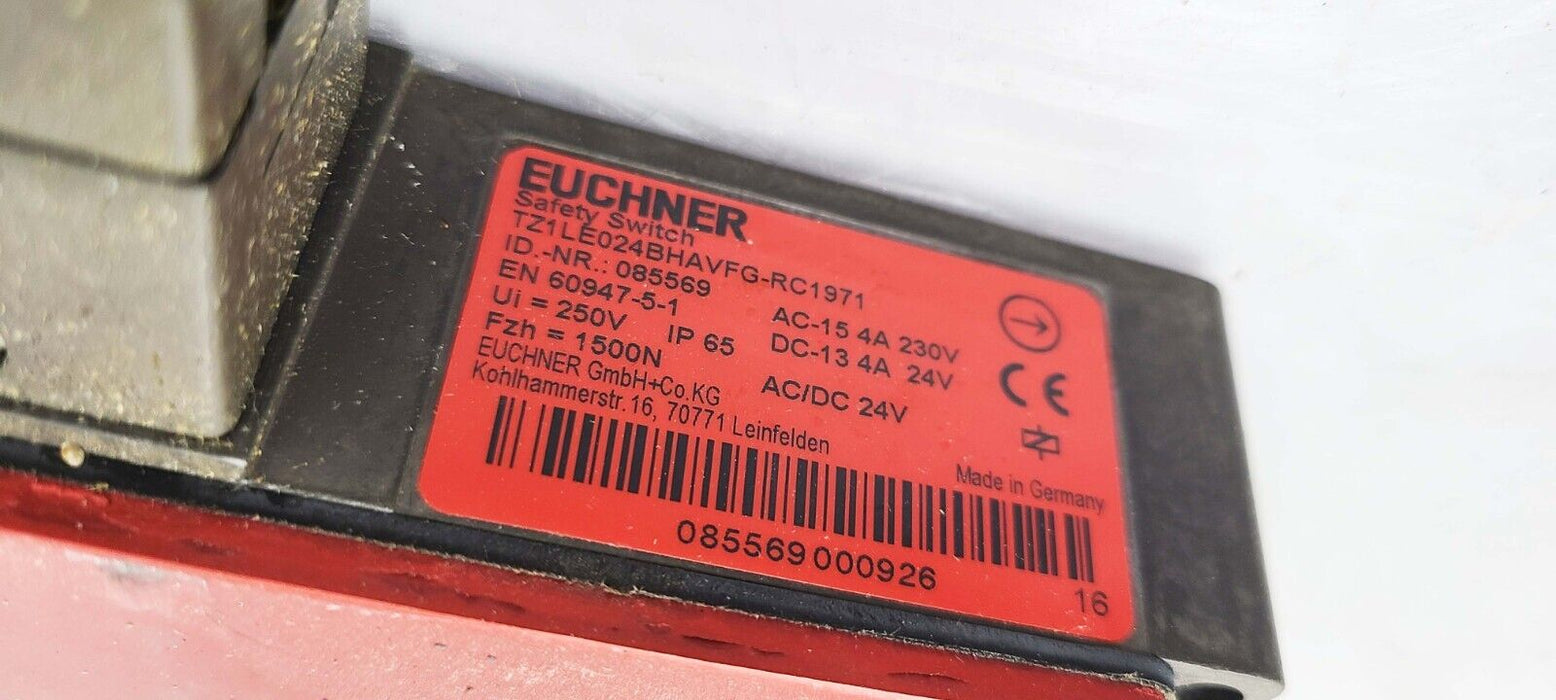 EUCHNER
Safety Switch
TZ1LE024BHAVFG-RC1971
ID.-NR.: 085569
EN 60947-5-1
AC-15 4A 230V
Ui = 250V IP 65 DC-13 4A 24V
Fzh = 1500N
AC/DC 24V
EUCHNER GmbH+Co.KG
Kohlhammerstr.16, 70771 Leinfelden
CE
Made in Germany
085569000926
16